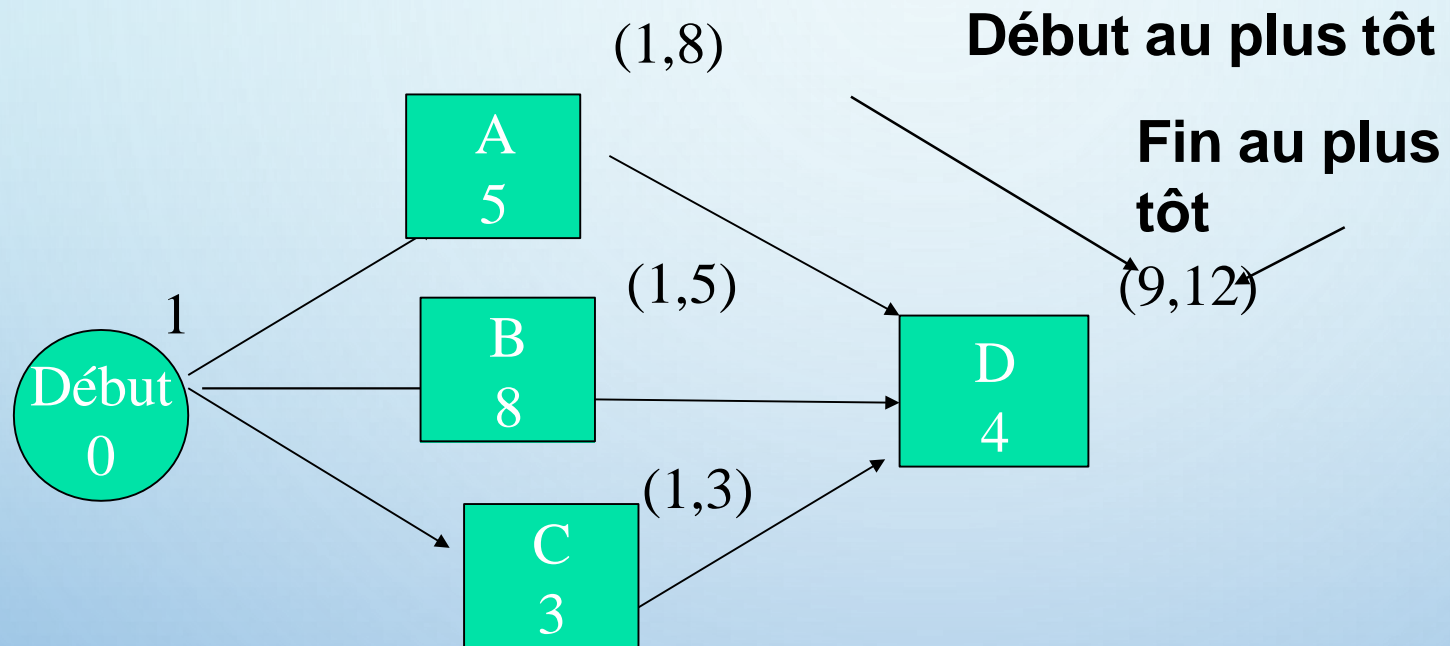 Début au plus tôt
(1,8)
Fin au plus
tôt
A
5
(1,5)
(9,12)
1
B
8
D
4
Début
0
(1,3)
C
3